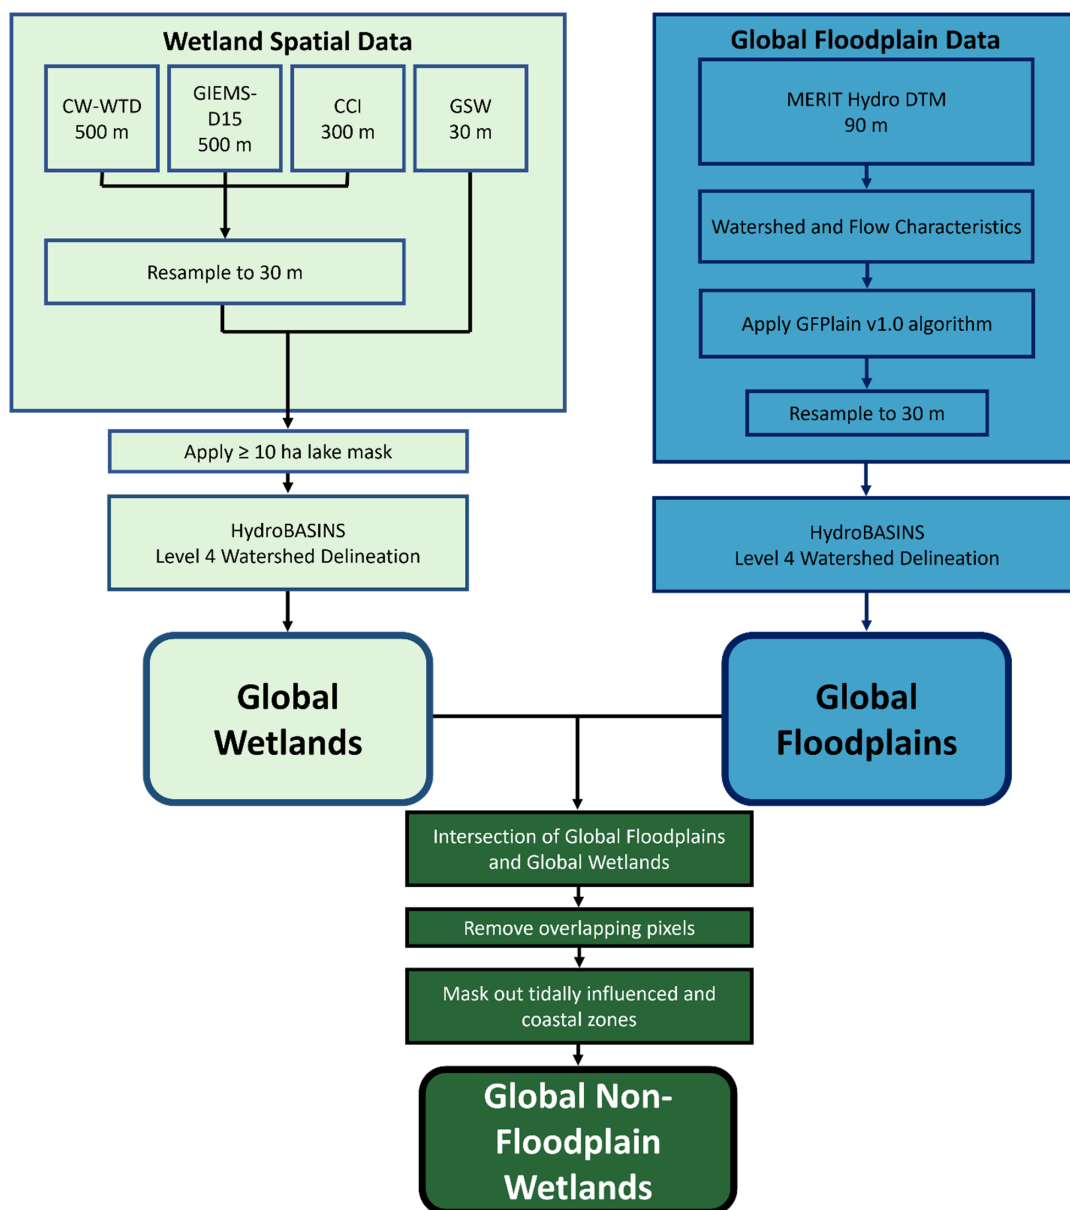 Wetland Spatial Data
CW-WTD
500 m
GIEMS-
D15
500 m
CCI
300 m
GSW
30 m
Resample to 30 m
Apply ≥ 10 ha lake mask
HydroBASINS
Level 4 Watershed Delineation
Global
Wetlands
Global Floodplain Data
MERIT Hydro DTM
90 m
Watershed and Flow Characteristics
Apply GFPlain v1.0 algorithm
Resample to 30 m
HydroBASINS
Level 4 Watershed Delineation
Global
Floodplains
Intersection of Global Floodplains
and Global Wetlands
Remove overlapping pixels
Mask out tidally influenced and
coastal zones
Global Non-
Floodplain
Wetlands